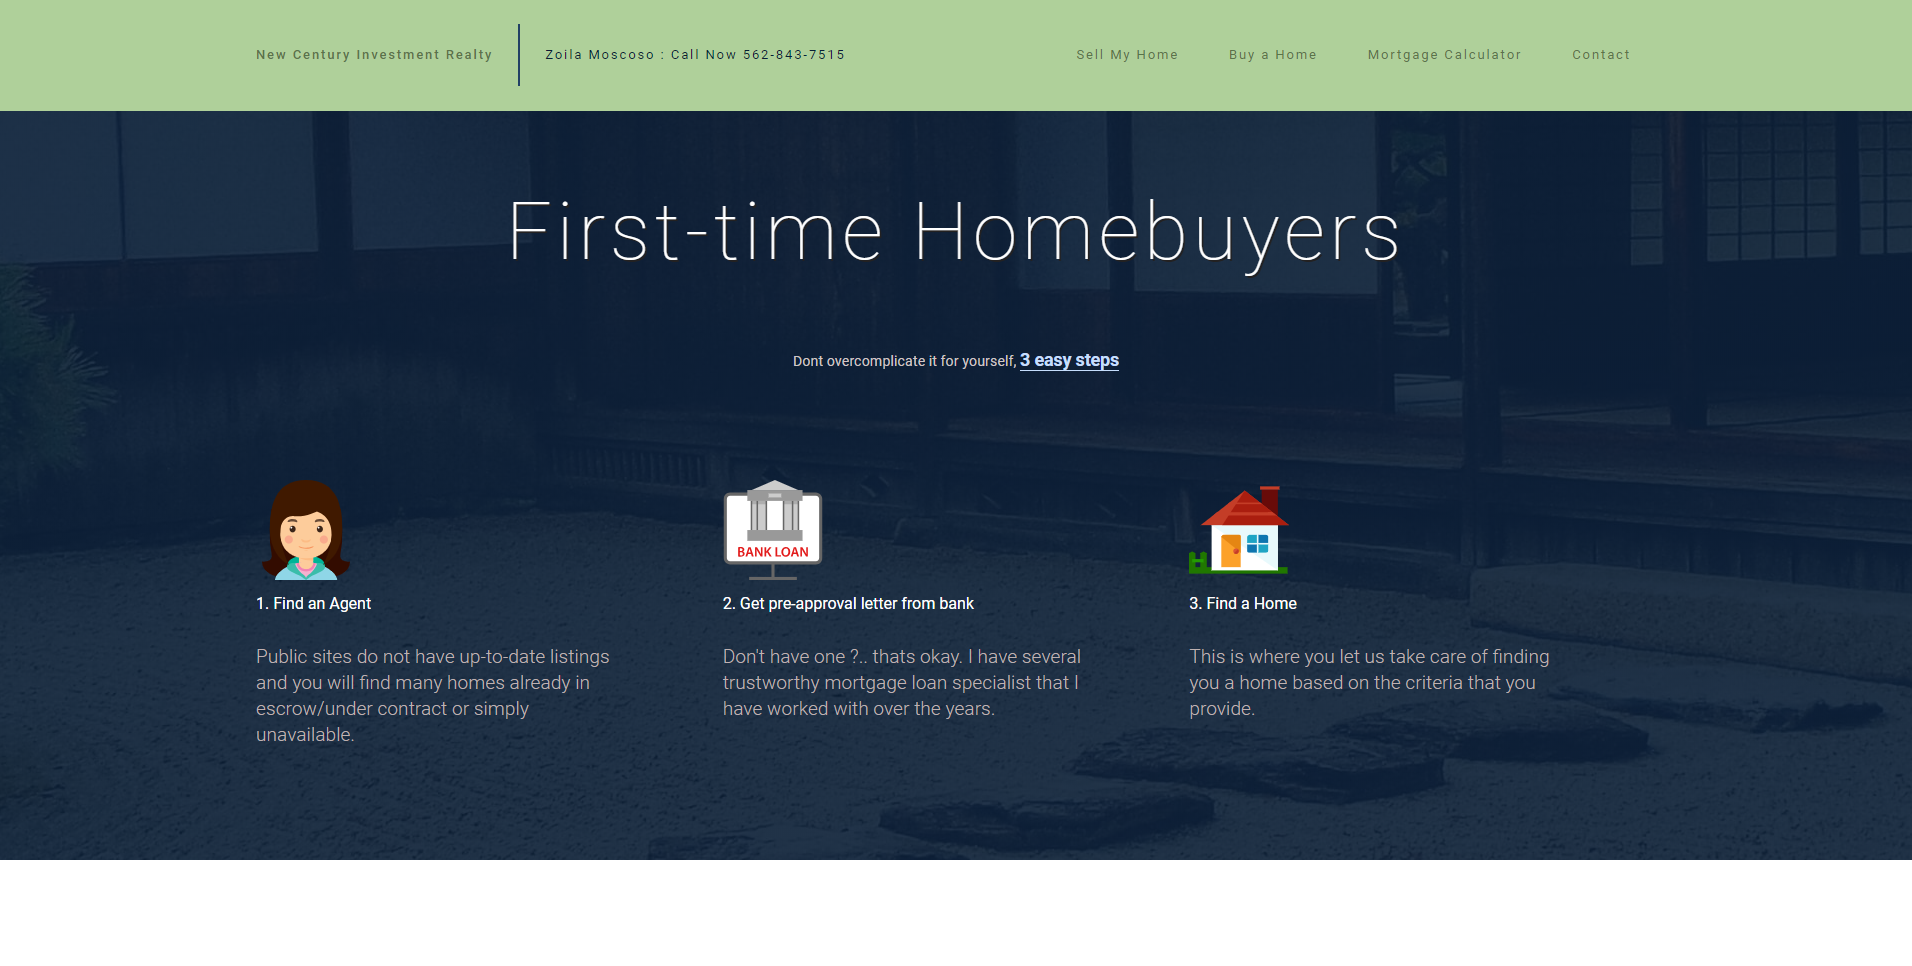 New Century Investment Realty
Zoila Moscoso : Call Now 562-843-7515
Sell My Home
Buy a Home
Mortgage Calculator
Contact
First-time Homebuyers
Dont overcomplicate it for yourself, 3 easy steps
BANK LOAN
1. Find an Agent
Public sites do not have up-to-date listings
and you will find many homes already in
escrow/under contract or simply
unavailable.
2. Get pre-approval letter from bank
Don't have one ?.. thats okay. I have several
trustworthy mortgage loan specialist that I
have worked with over the years.
3. Find a Home
This is where you let us take care of finding
you a home based on the criteria that you
provide.